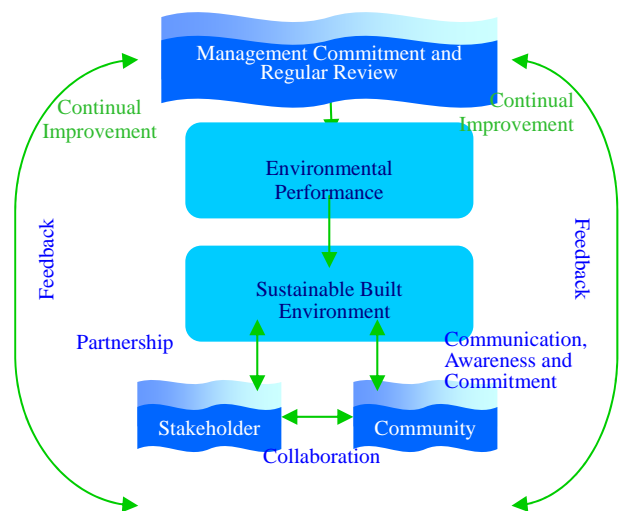 Management Commitment and
Regular Review
Continual
Improvement
Continual
Improvement
Environmental
Performance
Feedback
Feedback
Sustainable Built
Environment
Partnership
Communication,
Awareness and
Commitment
Stakeholder
Community
Collaboration